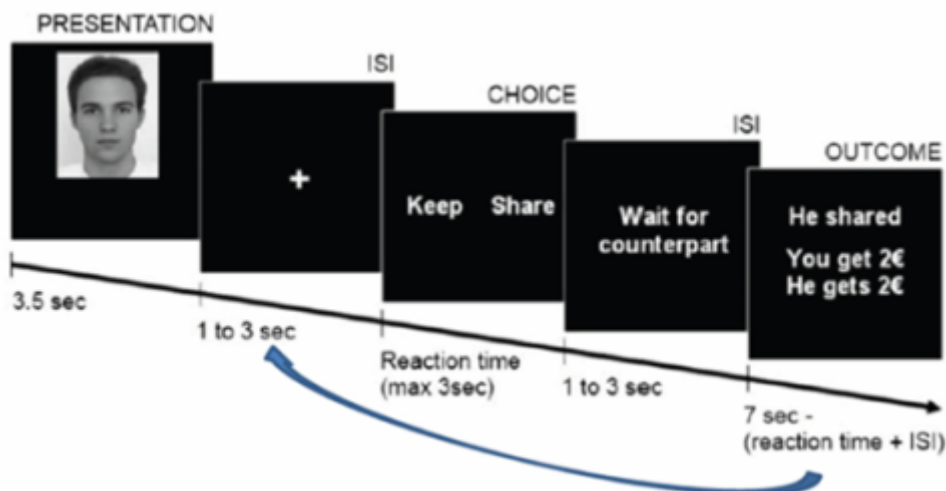 PRESENTATION
ISI
CHOICE
ISI
OUTCOME
+
Keep Share
Wait for
counterpart
He shared
You get 2€
He gets 2€
3.5 sec
1 to 3 sec
Reaction time
(max 3sec)
1 to 3 sec
7 sec -
(reaction time + ISI)